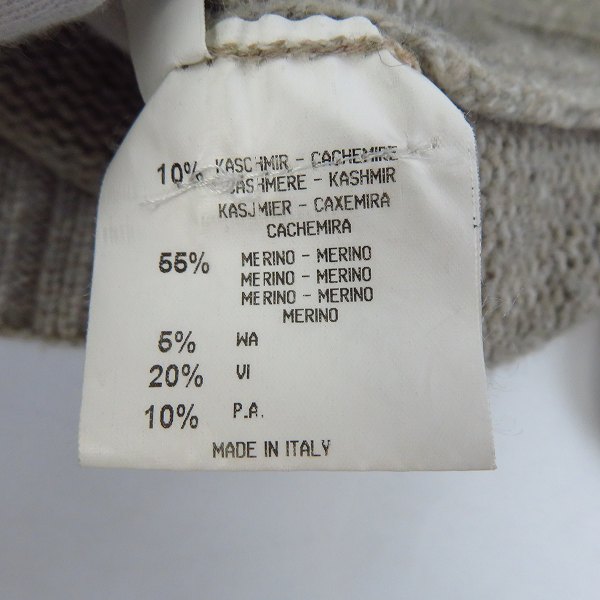 10% KASCHMIR - CACHEMIRE
CASHMERE - KASHMIR
KASJMIER - CAXEMIRA
CACHEMIRA
55% MERINO - MERINO
MERINO - MERINO
MERINO - MERINO
MERINO
5% WA
20% VI
10% P.A.
MADE IN ITALY